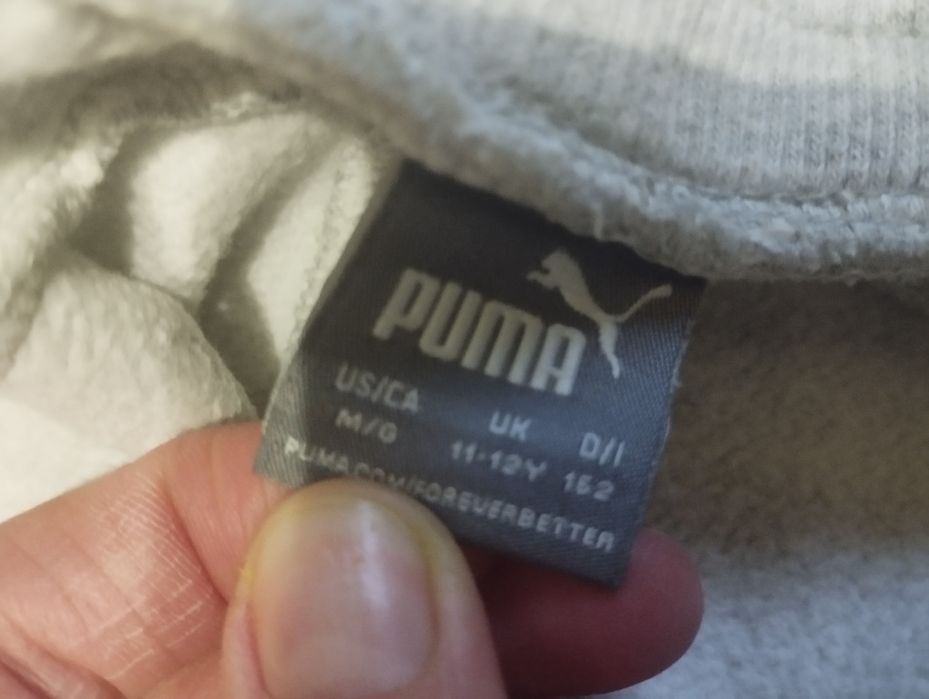 PUMA
US/CA UK D/I
M/G 11-12Y 152
PUMA.COM/FOREVERBETTER